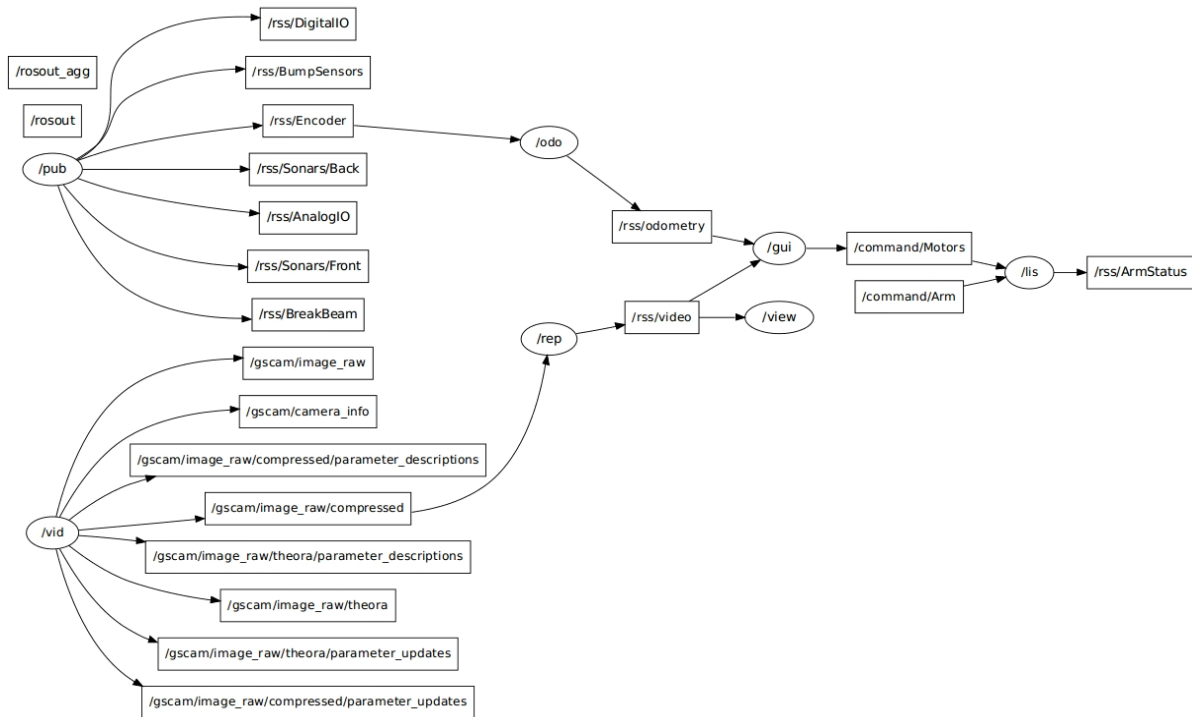 /rss/DigitalIO
/rosout_agg
/rss/BumpSensors
/rosout
/rss/Encoder
/odo
/pub
/rss/Sonars/Back
/rss/AnalogIO
/rss/odometry
/gui
/command/Motors
/rss/Sonars/Front
/lis
/rss/ArmStatus
/command/Arm
/rss/BreakBeam
/rss/video
/view
/rep
/gscam/image_raw
/gscam/camera_info
/gscam/image_raw/compressed/parameter_descriptions
/gscam/image_raw/compressed
/vid
/gscam/image_raw/theora/parameter_descriptions
/gscam/image_raw/theora
/gscam/image_raw/theora/parameter_updates
/gscam/image_raw/compressed/parameter_updates